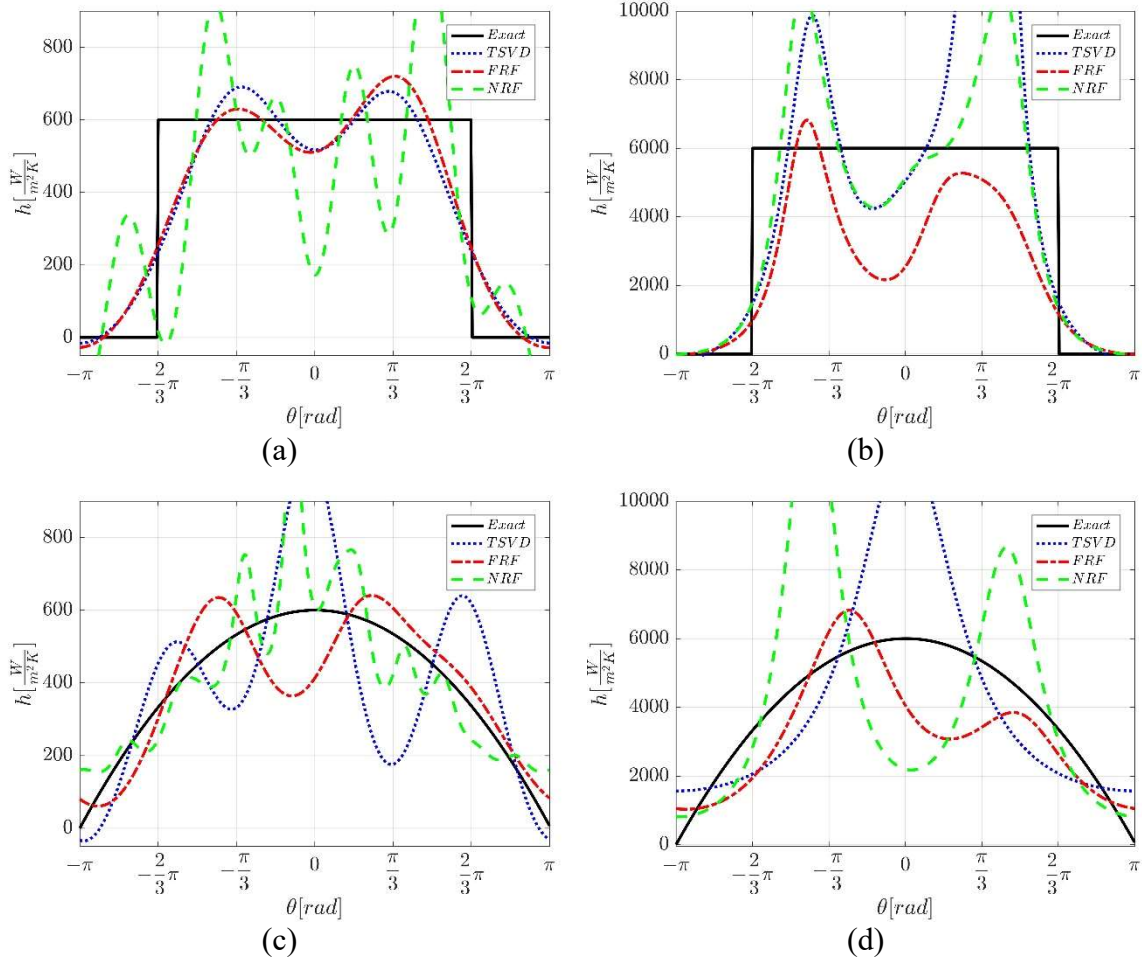 800
600
400
200
0
h[W/m²K]
Exact
TSVD
FRF
NRF
−π
−2/3π
−π/3
0
π/3
2/3π
π
θ[rad]
(a)
10000
8000
6000
4000
2000
0
h[W/m²K]
Exact
TSVD
FRF
NRF
−π
−2/3π
−π/3
0
π/3
2/3π
π
θ[rad]
(b)
800
600
400
200
0
h[W/m²K]
Exact
TSVD
FRF
NRF
−π
−2/3π
−π/3
0
π/3
2/3π
π
θ[rad]
(c)
10000
8000
6000
4000
2000
0
h[W/m²K]
Exact
TSVD
FRF
NRF
−π
−2/3π
−π/3
0
π/3
2/3π
π
θ[rad]
(d)